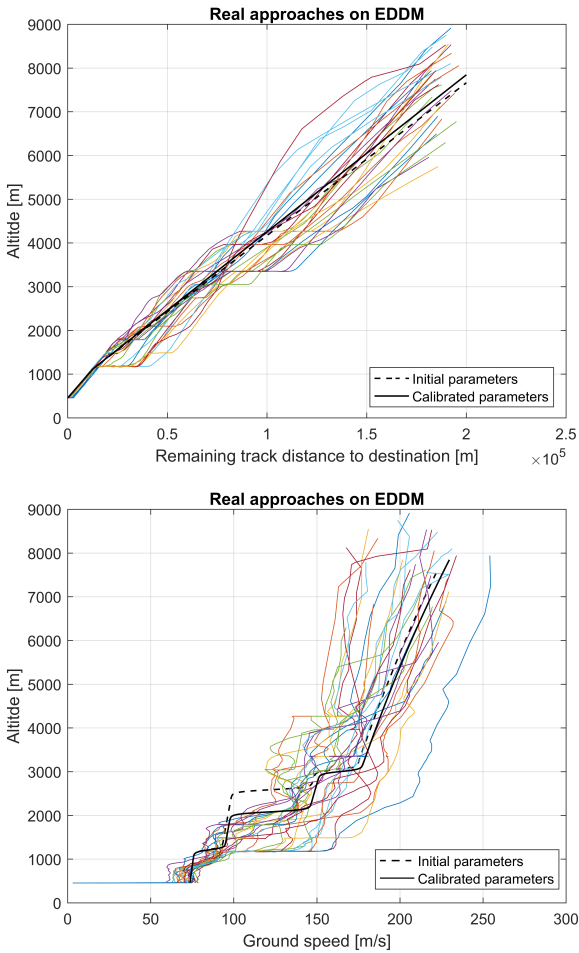 Real approaches on EDDM
9000
8000
7000
6000
5000
4000
3000
2000
1000
0
Altitde [m]
Initial parameters
Calibrated parameters
0 0.5 1 1.5 2 2.5
Remaining track distance to destination [m]
×10⁵
Real approaches on EDDM
9000
8000
7000
6000
5000
4000
3000
2000
1000
0
Altitde [m]
Initial parameters
Calibrated parameters
0 50 100 150 200 250 300
Ground speed [m/s]